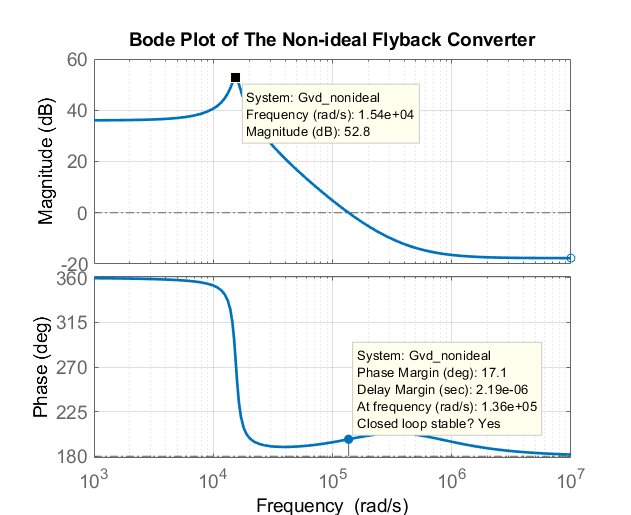 Bode Plot of The Non-ideal Flyback Converter
60
System: Gvd_nonideal
Frequency (rad/s): 1.54e+04
Magnitude (dB): 52.8
40
20
0
-20
Magnitude (dB)
360
315
270
225
180
Phase (deg)
System: Gvd_nonideal
Phase Margin (deg): 17.1
Delay Margin (sec): 2.19e-06
At frequency (rad/s): 1.36e+05
Closed loop stable? Yes
10^3 10^4 10^5 10^6 10^7
Frequency (rad/s)